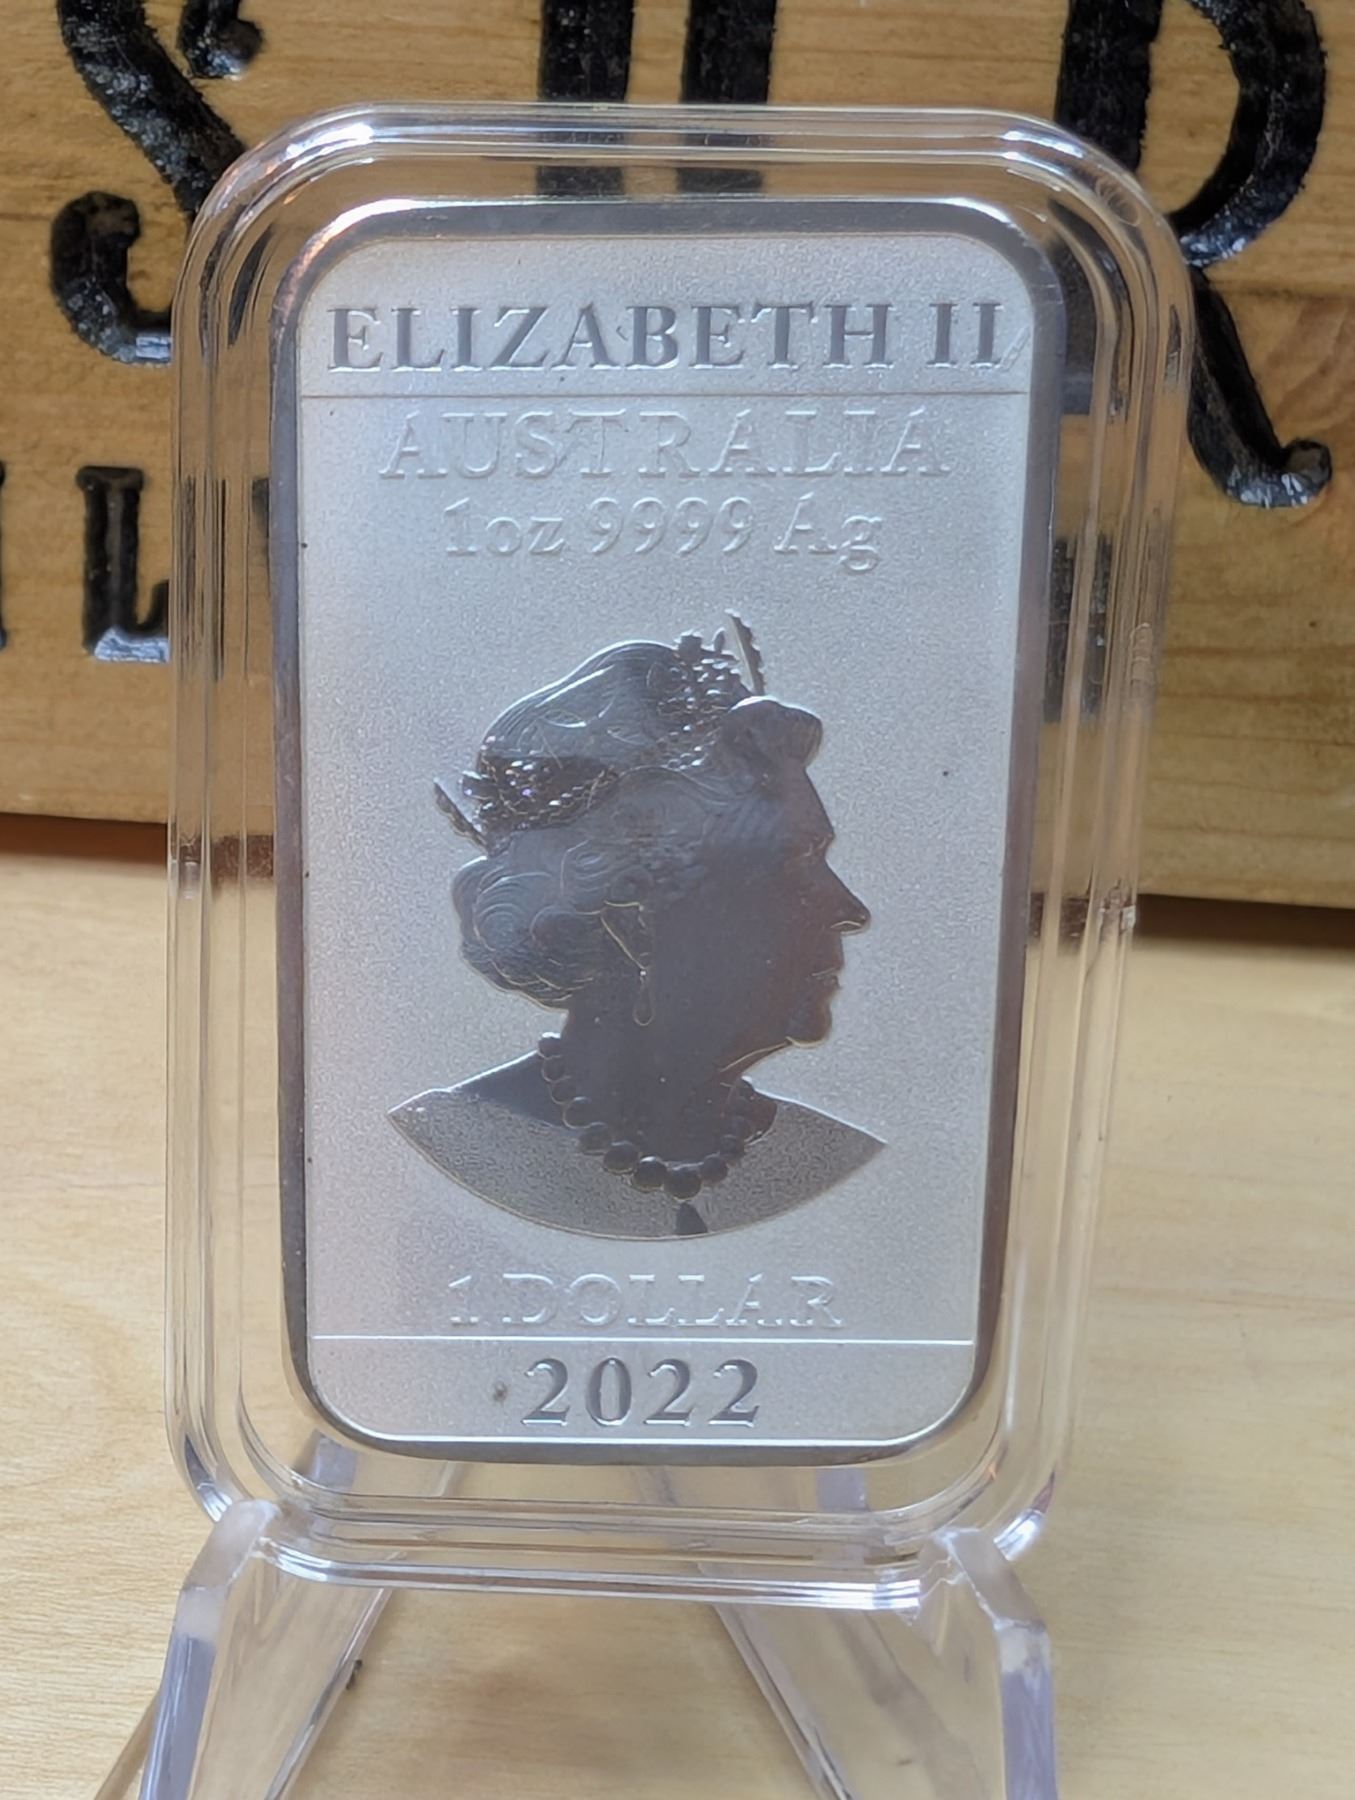 ELIZABETH II
AUSTRALIA
1oz 9999 Ag
1 DOLLAR
2022